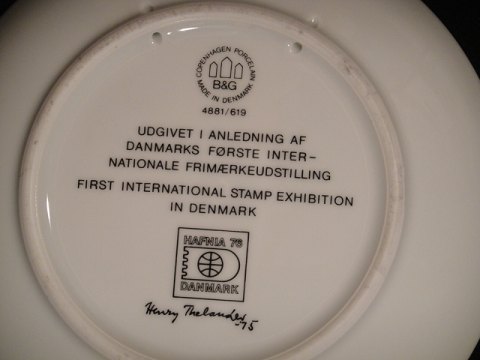 COPENHAGEN PORCELAIN
B&G
MADE IN DENMARK
4881/619
UDGIVET I ANLEDNING AF
DANMARKS FØRSTE INTER-
NATIONALE FRIMÆRKEUDSTILLING
FIRST INTERNATIONAL STAMP EXHIBITION
IN DENMARK
HAFNIA 76
DANMARK
Henry Thelander
-75